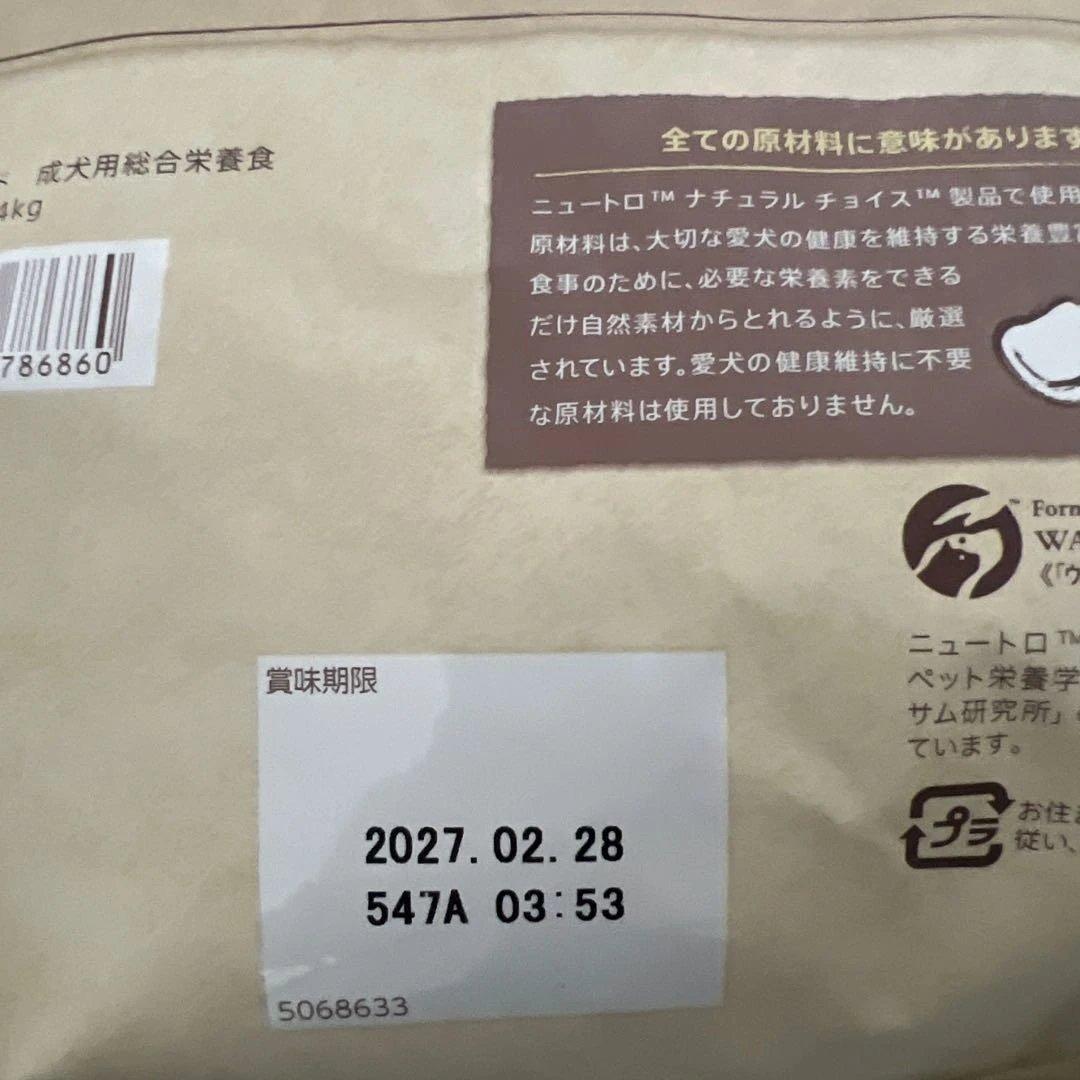 成犬用総合栄養食
4kg
786860
全ての原材料に意味があります
ニュートロ™ ナチュラル チョイス™ 製品で使用
原材料は、大切な愛犬の健康を維持する栄養豊富
食事のために、必要な栄養素をできる
だけ自然素材からとれるように、厳選
されています。愛犬の健康維持に不要
な原材料は使用しておりません。
Form
WA
《「ウ
ニュートロ™
ペット栄養学
サム研究所」
ています。
プラ
お住ま
従い、
賞味期限
2027.02.28
547A 03:53
5068633